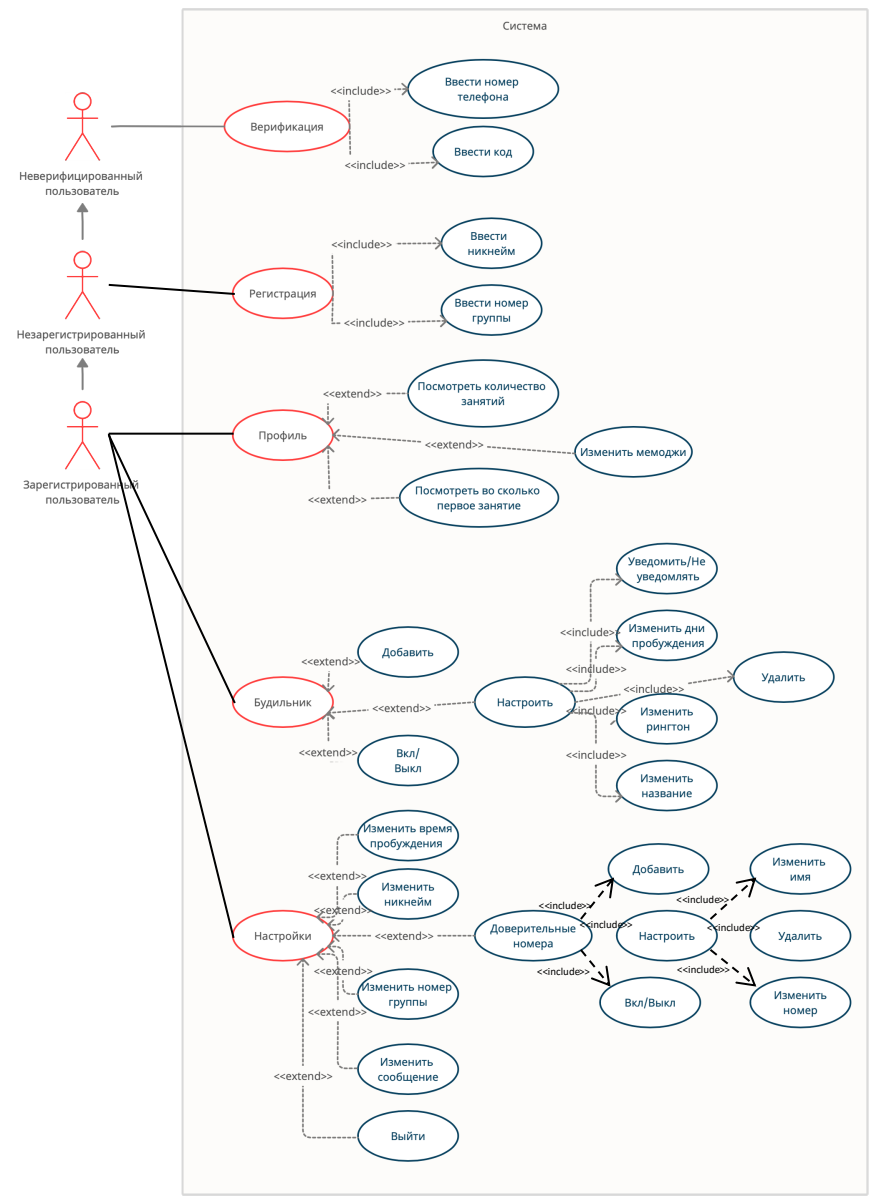 Система
Неверифицированный
пользователь
Верификация
<<include>>
Ввести номер
телефона
<<include>>
Ввести код
Незарегистрированный
пользователь
Регистрация
<<include>>
Ввести
никнейм
<<include>>
Ввести номер
группы
Зарегистрированный
пользователь
Профиль
<<extend>>
Посмотреть количество
занятий
<<extend>>
Изменить мемоджи
<<extend>>
Посмотреть во сколько
первое занятие
Будильник
<<extend>>
Добавить
<<extend>>
Настроить
<<extend>>
Вкл/
Выкл
<<include>>
Уведомить/Не
уведомлять
<<include>>
Изменить дни
пробуждения
<<include>>
Удалить
<<include>>
Изменить
рингтон
<<include>>
Изменить
название
Настройки
<<extend>>
Изменить время
пробуждения
<<extend>>
Изменить
никнейм
<<extend>>
Доверительные
номера
<<include>>
Добавить
<<include>>
Настроить
<<include>>
Вкл/Выкл
<<include>>
Изменить
имя
<<include>>
Удалить
<<include>>
Изменить
номер
<<extend>>
Изменить номер
группы
<<extend>>
Изменить
сообщение
<<extend>>
Выйти